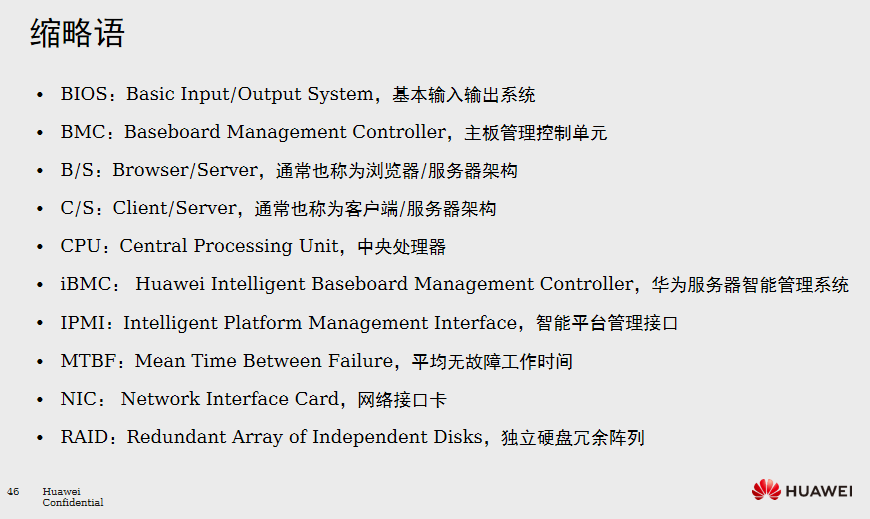 缩略语
• BIOS：Basic Input/Output System，基本输入输出系统
• BMC：Baseboard Management Controller，主板管理控制单元
• B/S：Browser/Server，通常也称为浏览器/服务器架构
• C/S：Client/Server，通常也称为客户端/服务器架构
• CPU：Central Processing Unit，中央处理器
• iBMC： Huawei Intelligent Baseboard Management Controller，华为服务器智能管理系统
• IPMI：Intelligent Platform Management Interface，智能平台管理接口
• MTBF：Mean Time Between Failure，平均无故障工作时间
• NIC： Network Interface Card，网络接口卡
• RAID：Redundant Array of Independent Disks，独立硬盘冗余阵列
46
Huawei
Confidential
HUAWEI